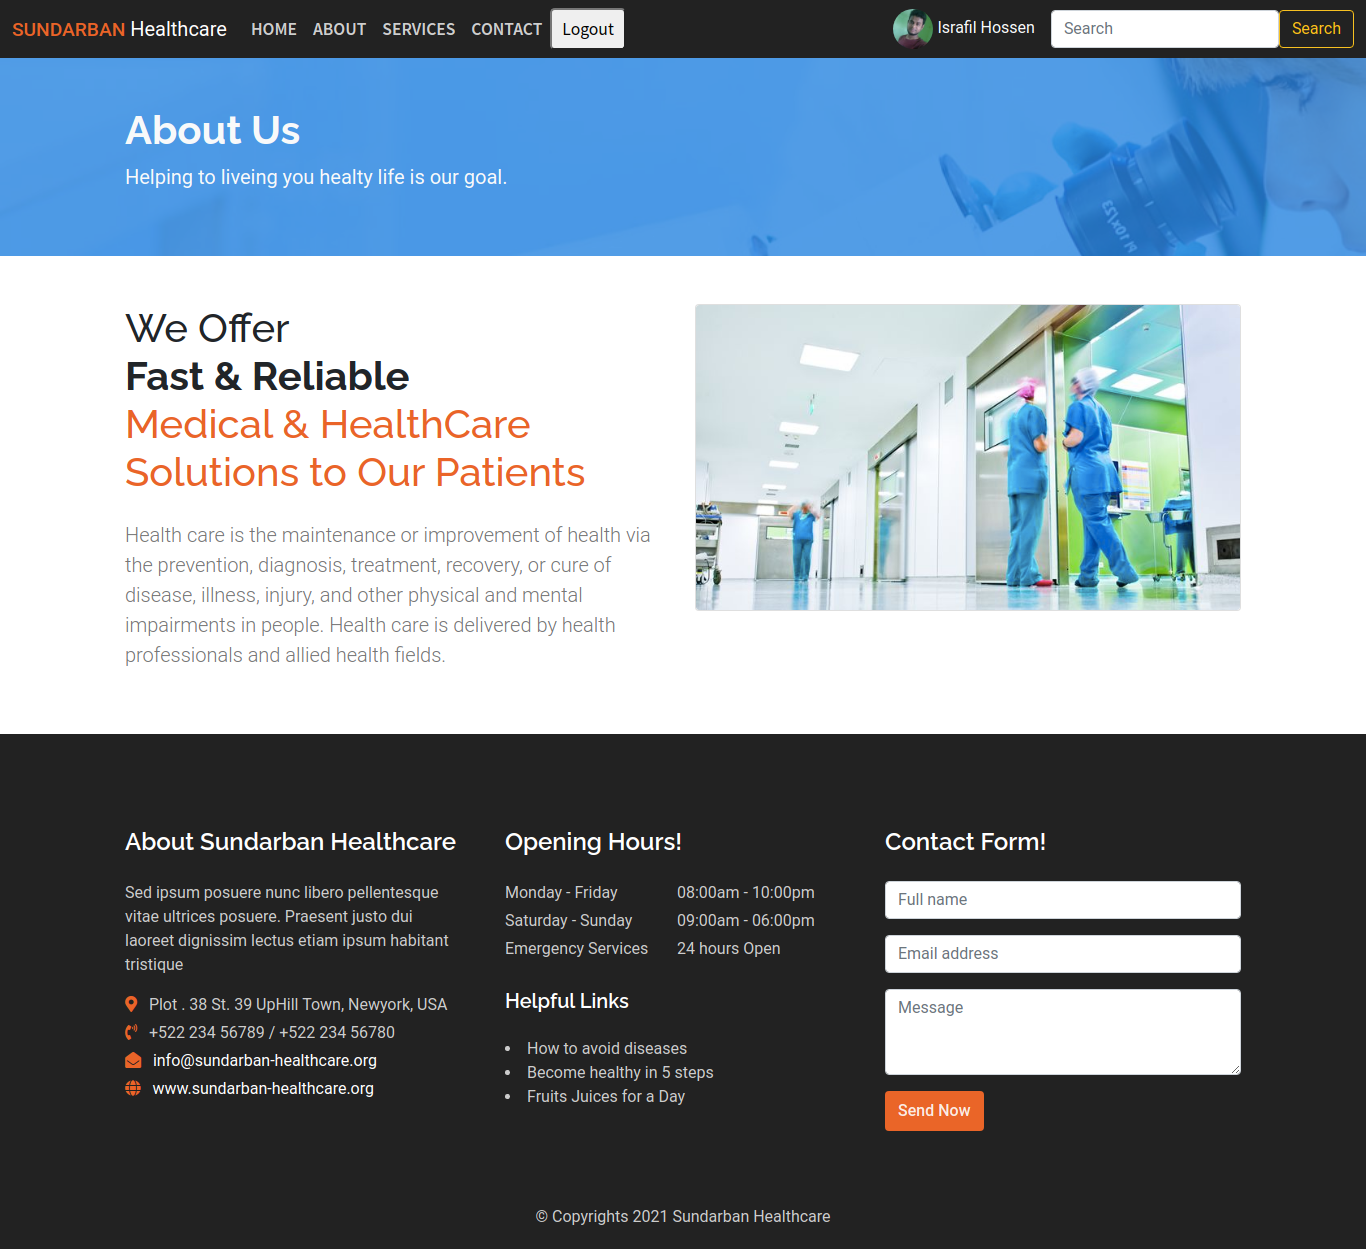 SUNDARBAN Healthcare HOME ABOUT SERVICES CONTACT Logout Israfil Hossen Search Search
About Us
Helping to liveing you healty life is our goal.
We Offer
Fast & Reliable
Medical & HealthCare
Solutions to Our Patients
Health care is the maintenance or improvement of health via
the prevention, diagnosis, treatment, recovery, or cure of
disease, illness, injury, and other physical and mental
impairments in people. Health care is delivered by health
professionals and allied health fields.
About Sundarban Healthcare
Sed ipsum posuere nunc libero pellentesque
vitae ultrices posuere. Praesent justo dui
laoreet dignissim lectus etiam ipsum habitant
tristique
Plot . 38 St. 39 UpHill Town, Newyork, USA
+522 234 56789 / +522 234 56780
info@sundarban-healthcare.org
www.sundarban-healthcare.org
Opening Hours!
Monday - Friday 08:00am - 10:00pm
Saturday - Sunday 09:00am - 06:00pm
Emergency Services 24 hours Open
Helpful Links
• How to avoid diseases
• Become healthy in 5 steps
• Fruits Juices for a Day
Contact Form!
Full name
Email address
Message
Send Now
© Copyrights 2021 Sundarban Healthcare